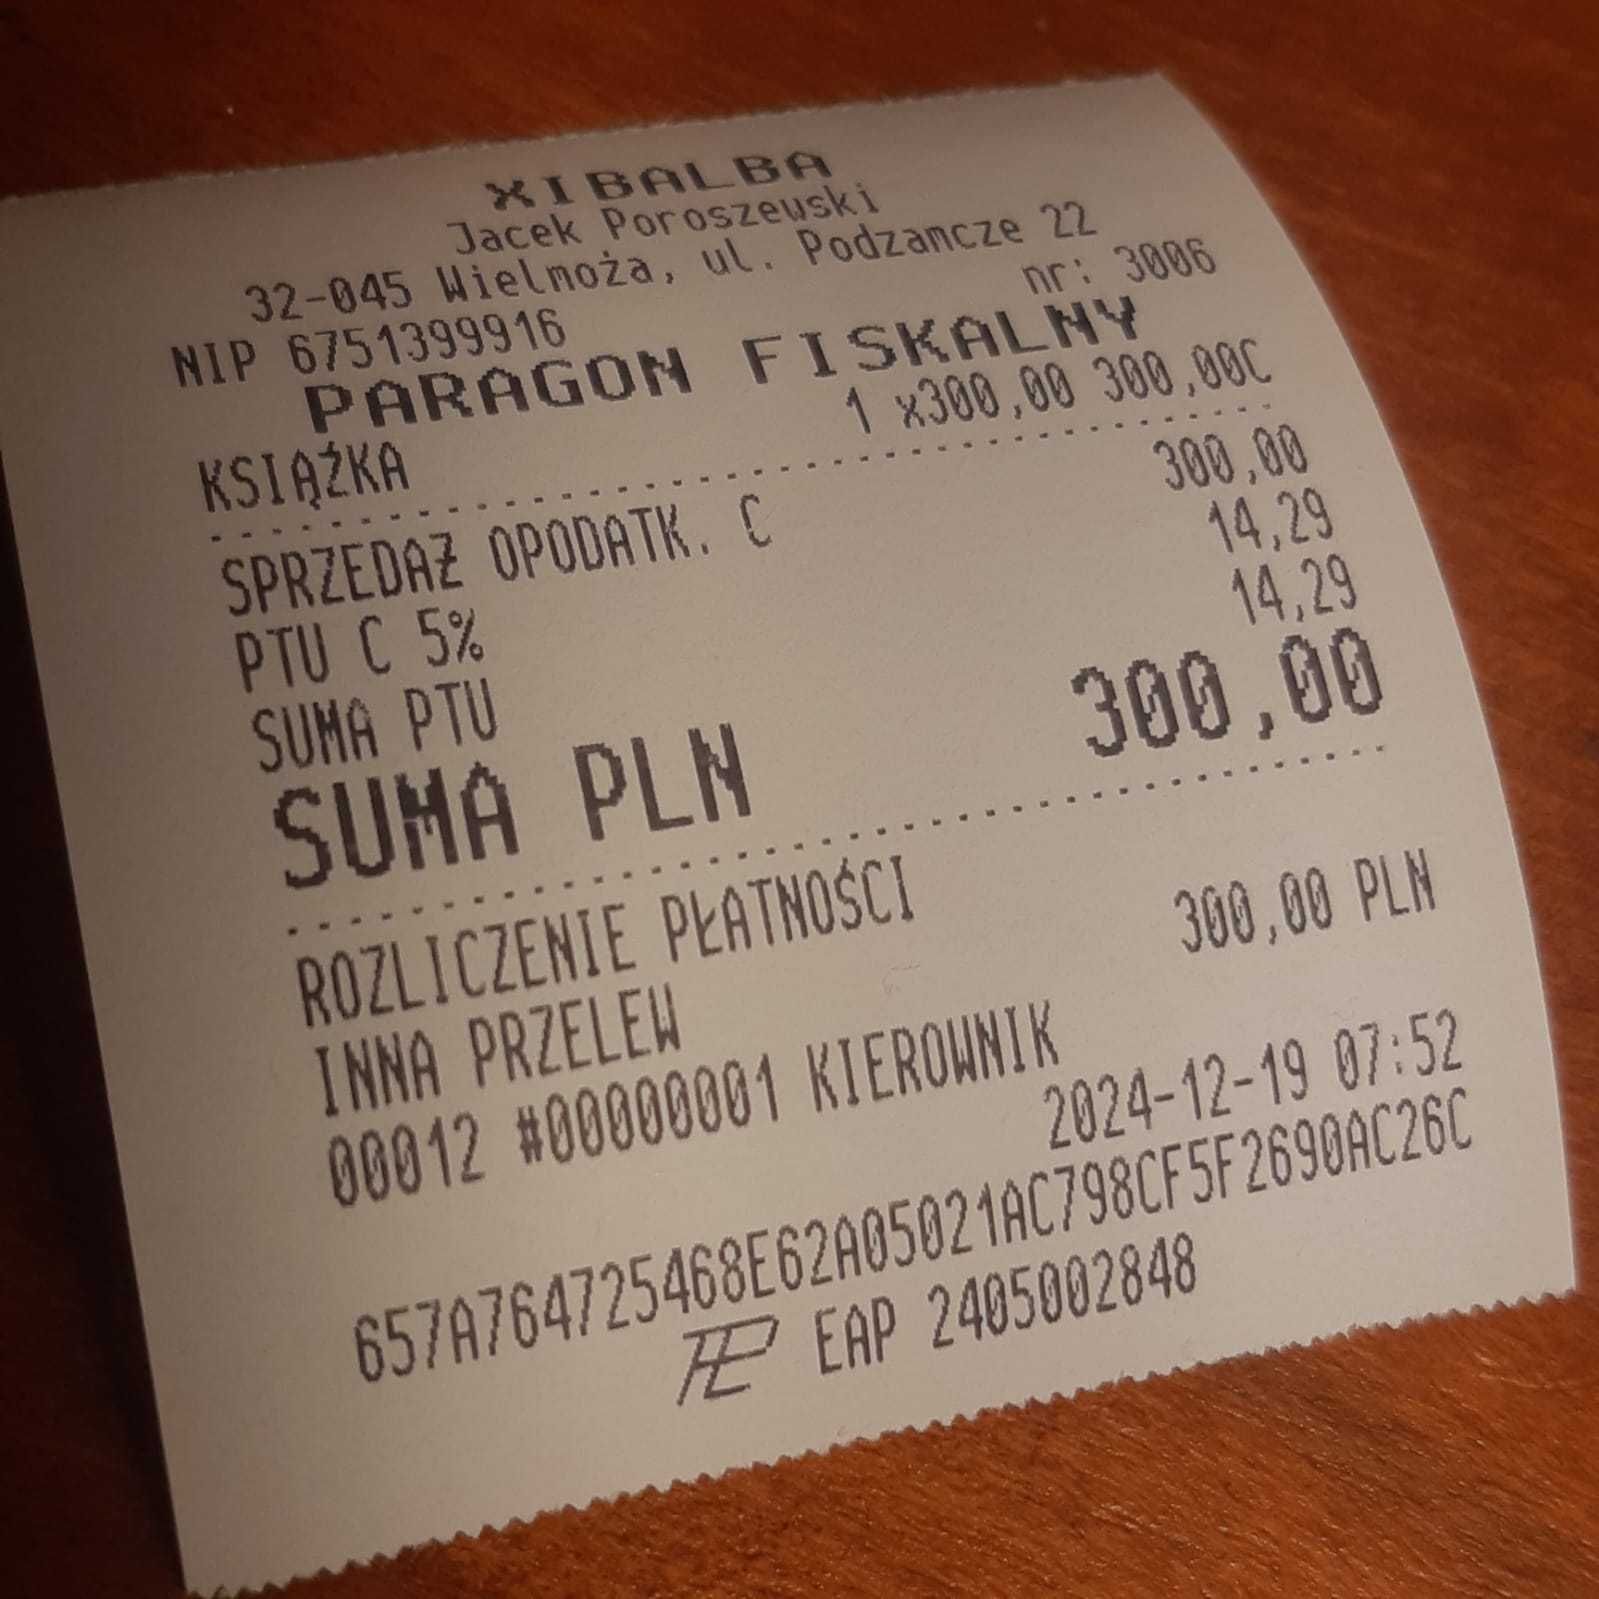 XIBALBA
Jacek Poroszewski
32-045 Wielmoża, ul. Podzamcze 22
NIP 6751399916 nr: 3006
PARAGON FISKALNY
KSIĄŻKA 1 x300,00 300,00C
SPRZEDAŻ OPODATK. C 300,00
PTU C 5% 14,29
SUMA PTU 14,29
SUMA PLN 300,00
ROZLICZENIE PŁATNOŚCI
INNA PRZELEW 300,00 PLN
00012 #00000001 KIEROWNIK
2024-12-19 07:52
657A764725468E62A05021AC798CF5F2690AC26C
PL EAP 2405002848